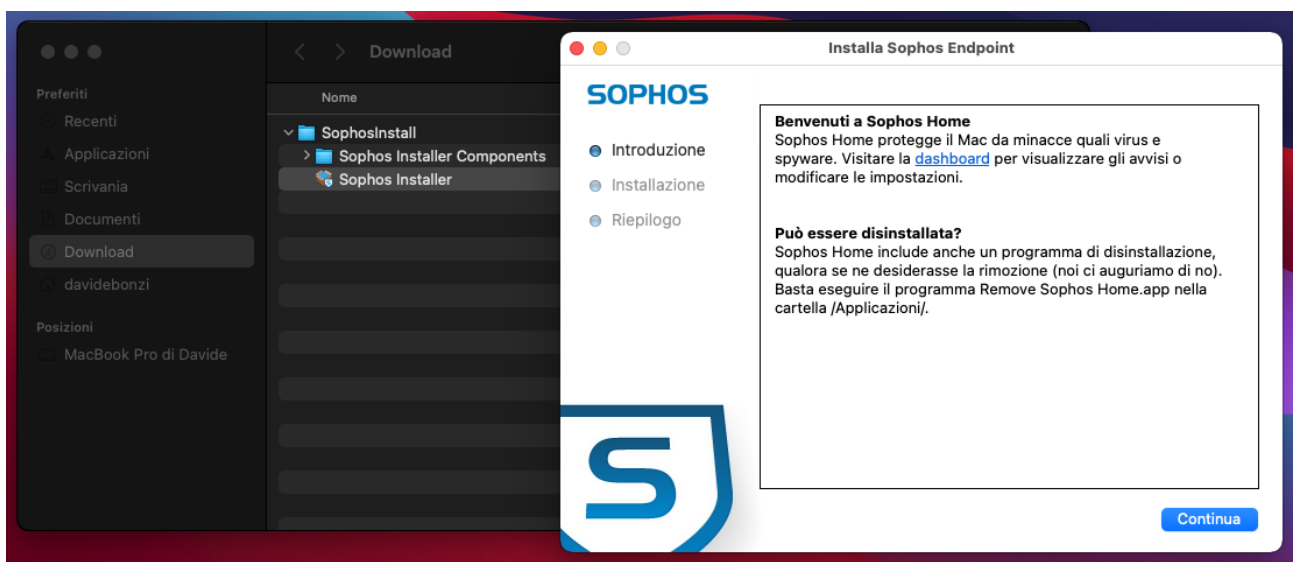 Download
Preferiti
Recenti
Applicazioni
Scrivania
Documenti
Download
davidebonzi
Posizioni
MacBook Pro di Davide
Nome
SophosInstall
Sophos Installer Components
Sophos Installer
Installa Sophos Endpoint
SOPHOS
Introduzione
Installazione
Riepilogo
Benvenuti a Sophos Home
Sophos Home protegge il Mac da minacce quali virus e
spyware. Visitare la dashboard per visualizzare gli avvisi o
modificare le impostazioni.
Può essere disinstallata?
Sophos Home include anche un programma di disinstallazione,
qualora se ne desiderasse la rimozione (noi ci auguriamo di no).
Basta eseguire il programma Remove Sophos Home.app nella
cartella /Applicazioni/.
S
Continua